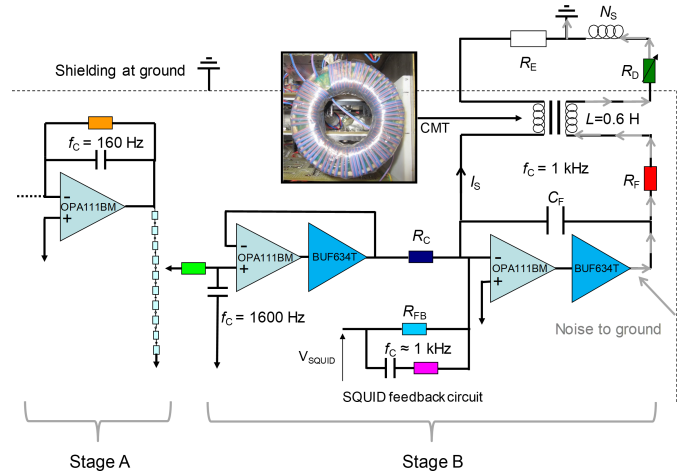 N_S
R_E
Shielding at ground
R_D
CMT
L=0.6 H
f_C = 160 Hz
f_C = 1 kHz
I_S
R_F
C_F
OPA111BM
R_C
OPA111BM
BUF634T
OPA111BM
BUF634T
f_C = 1600 Hz
R_FB
Noise to ground
V_SQUID
f_C ≈ 1 kHz
SQUID feedback circuit
Stage A
Stage B